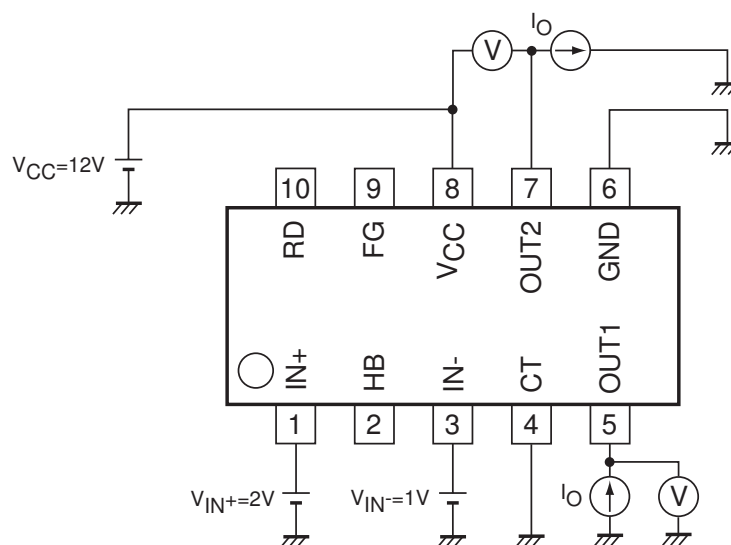 IO
V
VCC=12V
10 9 8 7 6
RD FG VCC OUT2 GND
IN+ HB IN- CT OUT1
1 2 3 4 5
VIN+=2V VIN-=1V IO V